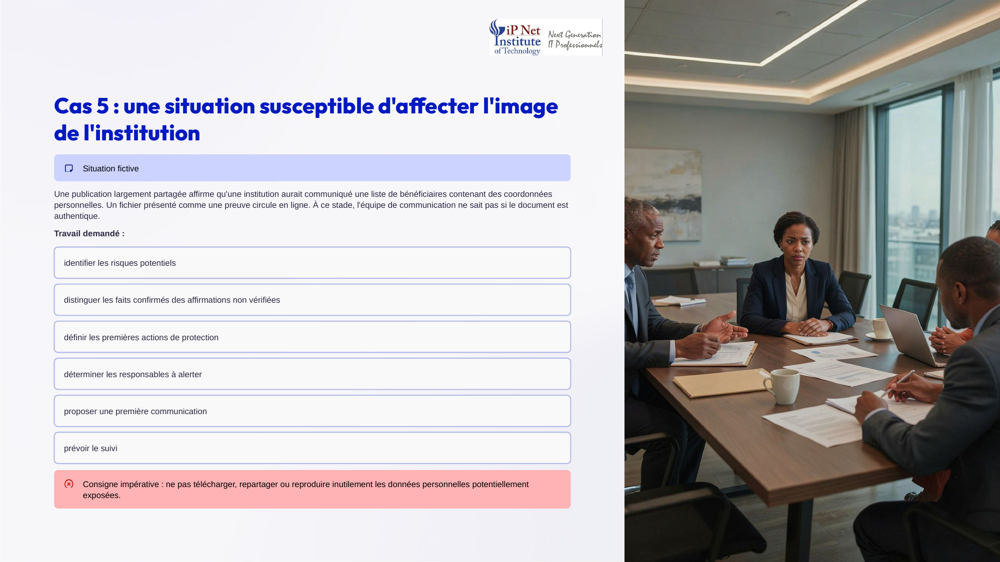 iP Net
Institute
of Technology
Next Generation
IT Professionnels
Cas 5 : une situation susceptible d'affecter l'image
de l'institution
Situation fictive
Une publication largement partagée affirme qu'une institution aurait communiqué une liste de bénéficiaires contenant des coordonnées
personnelles. Un fichier présenté comme une preuve circule en ligne. À ce stade, l'équipe de communication ne sait pas si le document est
authentique.
Travail demandé :
identifier les risques potentiels
distinguer les faits confirmés des affirmations non vérifiées
définir les premières actions de protection
déterminer les responsables à alerter
proposer une première communication
prévoir le suivi
Consigne impérative : ne pas télécharger, repartager ou reproduire inutilement les données personnelles potentiellement
exposées.